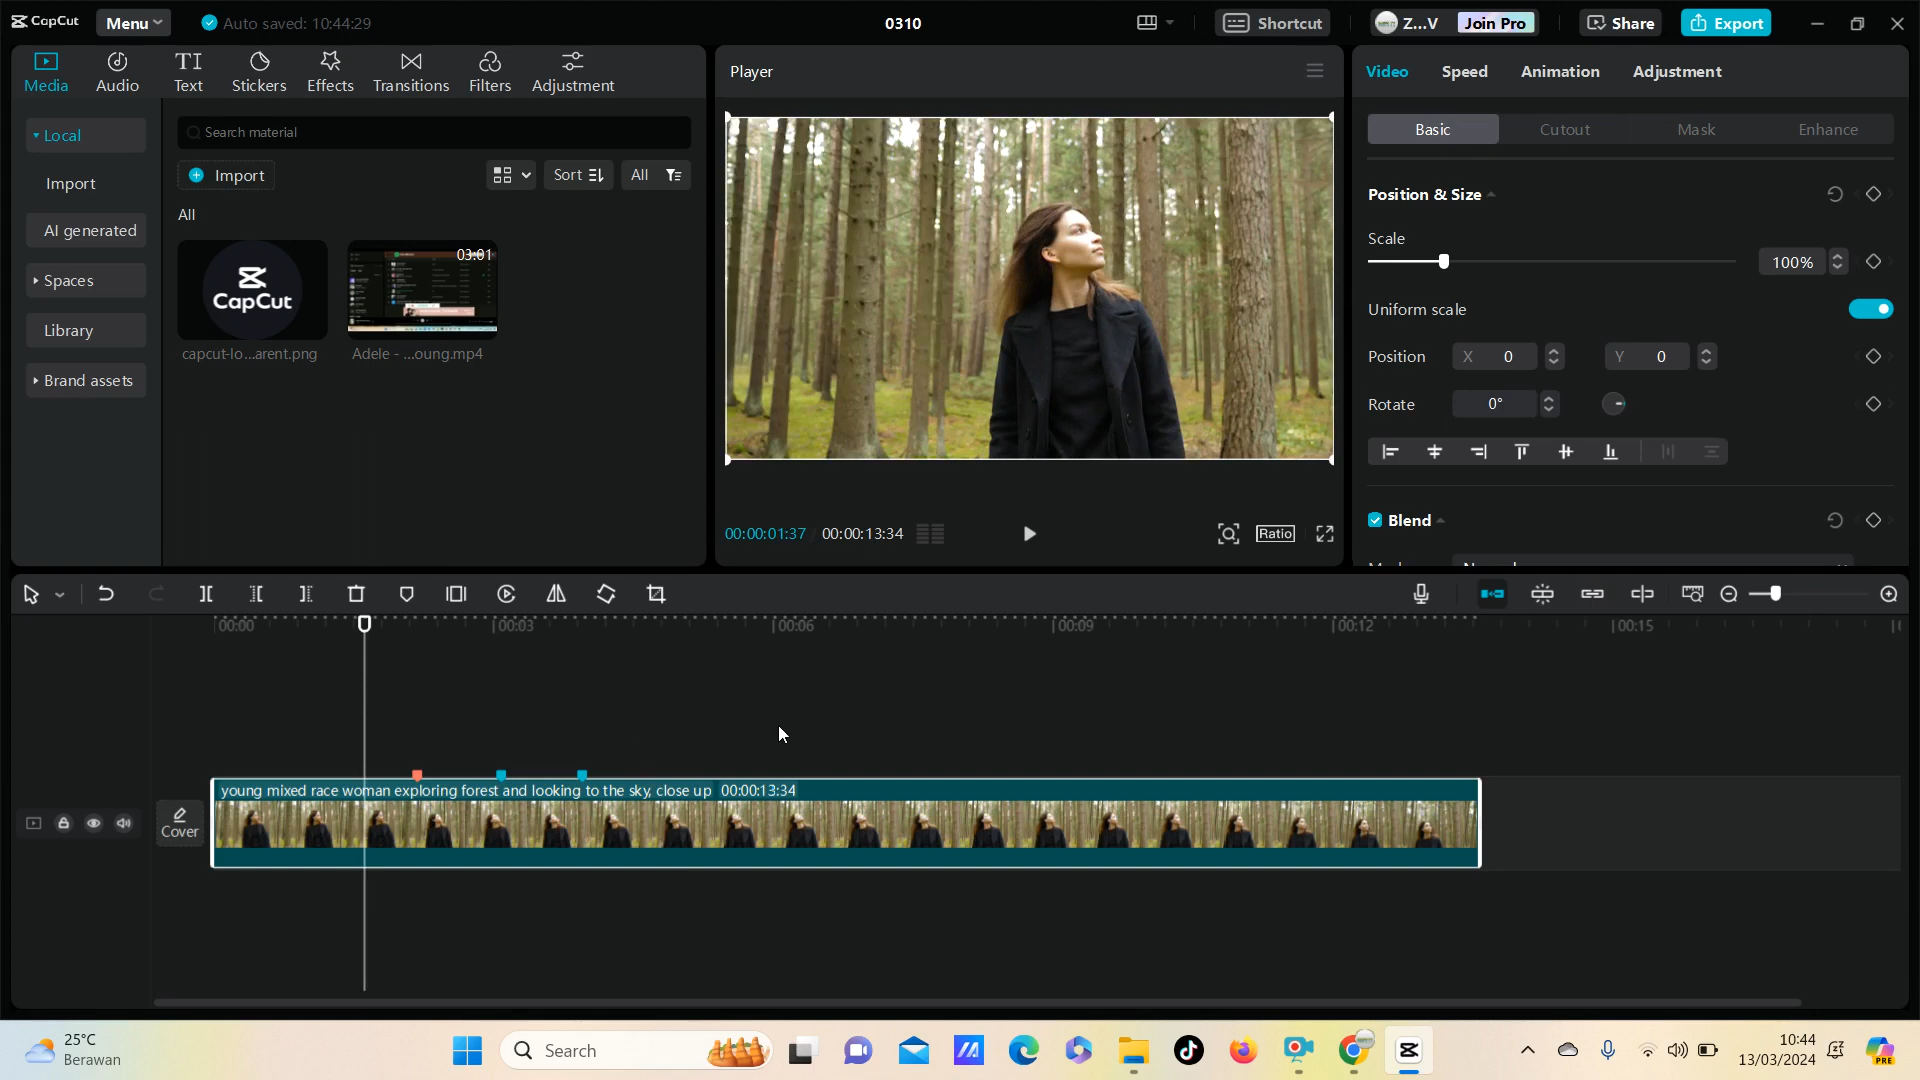 CapCut
Menu
Auto saved: 10:44:29
0310
Shortcut
Z...V
Join Pro
Share
Export
Media
Audio
TI
Text
Stickers
Effects
Transitions
Filters
Adjustment
Local
Import
AI generated
Spaces
Library
Brand assets
Search material
Import
Sort
All
All
CapCut
capcut-lo...arent.png
03:01
Adele - ...oung.mp4
Player
00:00:01:37 / 00:00:13:34
Ratio
Video
Speed
Animation
Adjustment
Basic
Cutout
Mask
Enhance
Position & Size
Scale
100%
Uniform scale
Position
X 0
Y 0
Rotate
0°
Blend
00:00
00:03
00:06
00:09
00:12
00:15
Cover
young mixed race woman exploring forest and looking to the sky, close up 00:00:13:34
25°C
Berawan
Search
10:44
13/03/2024
PRE